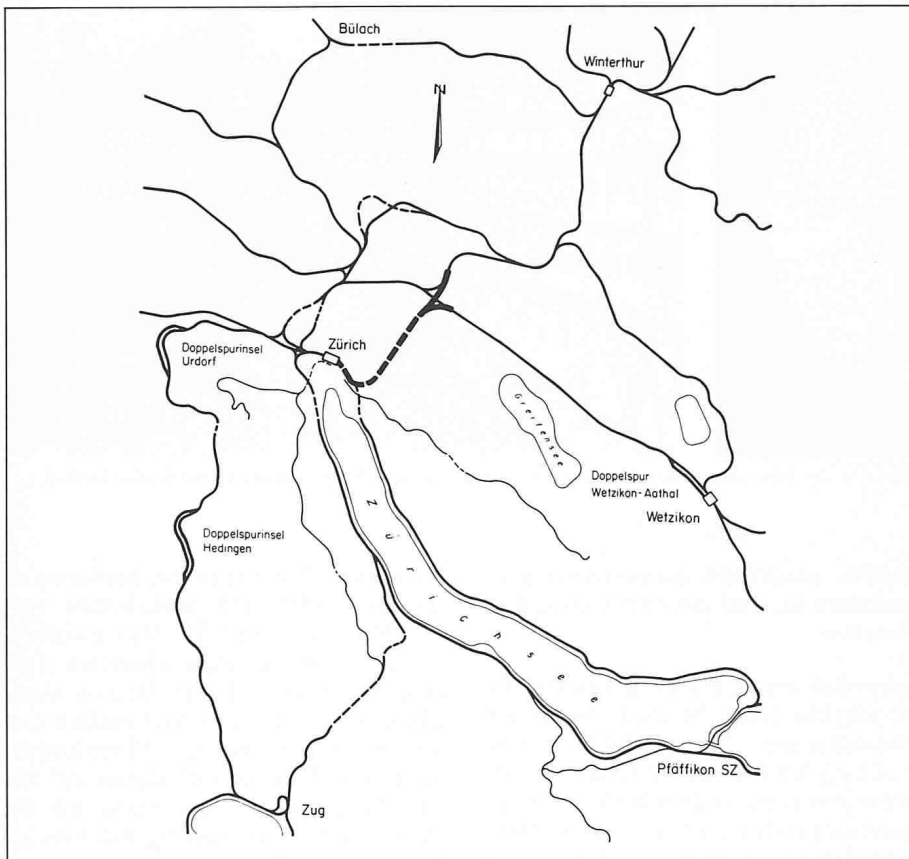 Bülach
Winterthur
N
Zürich
Doppelspurinsel
Urdorf
Greifensee
Doppelspur
Wetzikon-Aathal
Wetzikon
Doppelspurinsel
Hedingen
Zürichsee
Pfäffikon SZ
Zug